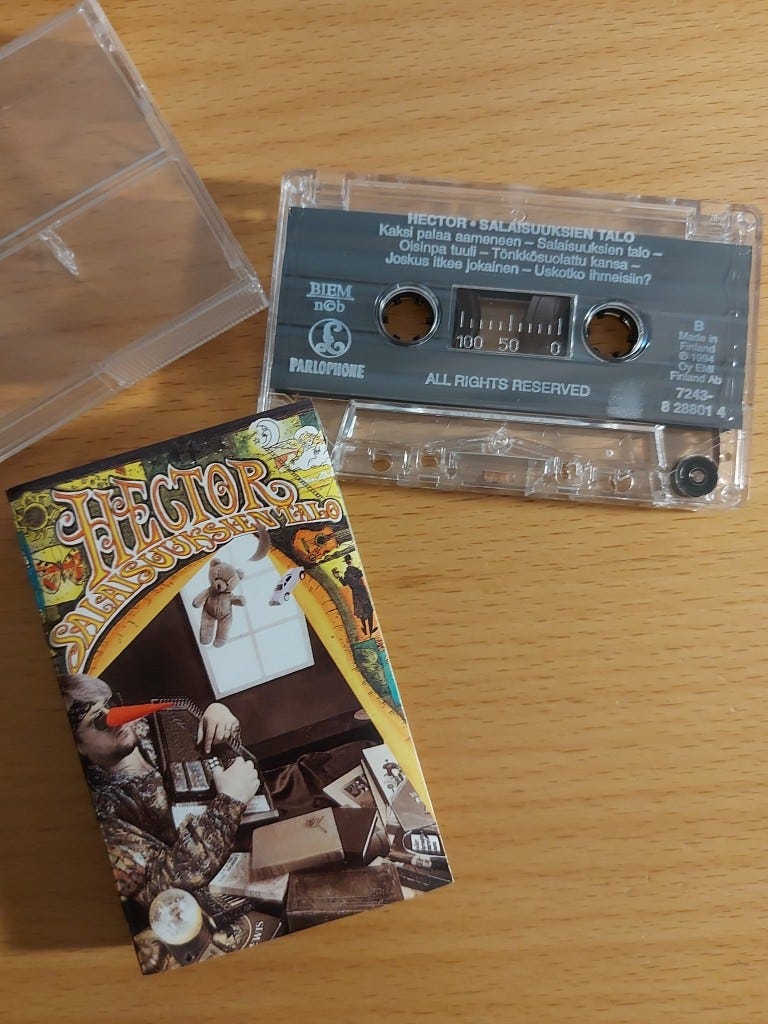 HECTOR • SALAISUUKSIEN TALO
Kaksi palaa aameneen – Salaisuuksien talo –
Oisinpa tuuli – Tönkkösuolattu kansa –
Joskus itkee jokainen – Uskotko ihmeisiin?
BIEM
n©b
PARLOPHONE
100 50 0
B
Made in
Finland
℗ 1994
Oy EMI
Finland Ab
7243-
8 28801 4
ALL RIGHTS RESERVED
HECTOR
SALAISUUKSIEN TALO